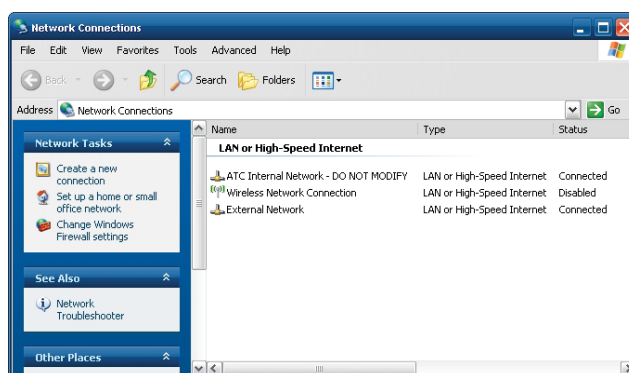 Network Connections
File Edit View Favorites Tools Advanced Help
Back Search Folders
Address Network Connections Go
Network Tasks
Create a new
connection
Set up a home or small
office network
Change Windows
Firewall settings
See Also
Network
Troubleshooter
Other Places
Name Type Status
LAN or High-Speed Internet
ATC Internal Network - DO NOT MODIFY LAN or High-Speed Internet Connected
Wireless Network Connection LAN or High-Speed Internet Disabled
External Network LAN or High-Speed Internet Connected